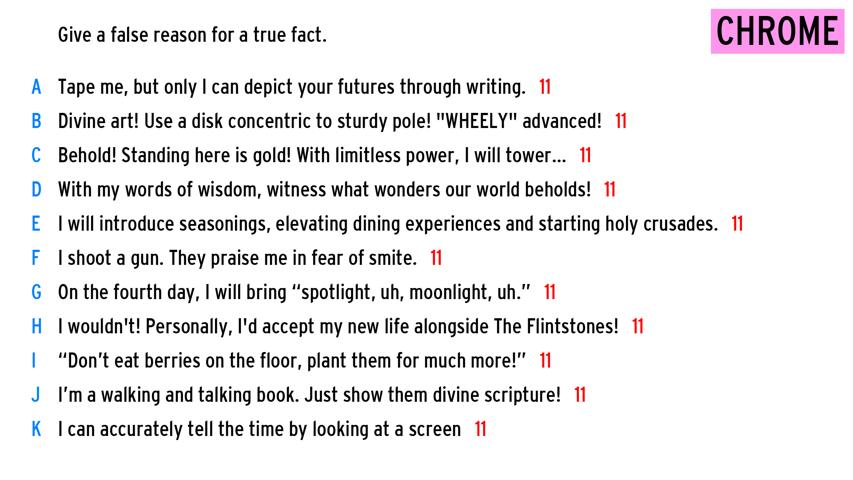 Give a false reason for a true fact.
CHROME
A Tape me, but only I can depict your futures through writing. 11
B Divine art! Use a disk concentric to sturdy pole! "WHEELY" advanced! 11
C Behold! Standing here is gold! With limitless power, I will tower... 11
D With my words of wisdom, witness what wonders our world beholds! 11
E I will introduce seasonings, elevating dining experiences and starting holy crusades. 11
F I shoot a gun. They praise me in fear of smite. 11
G On the fourth day, I will bring “spotlight, uh, moonlight, uh.” 11
H I wouldn't! Personally, I'd accept my new life alongside The Flintstones! 11
I “Don’t eat berries on the floor, plant them for much more!” 11
J I’m a walking and talking book. Just show them divine scripture! 11
K I can accurately tell the time by looking at a screen 11